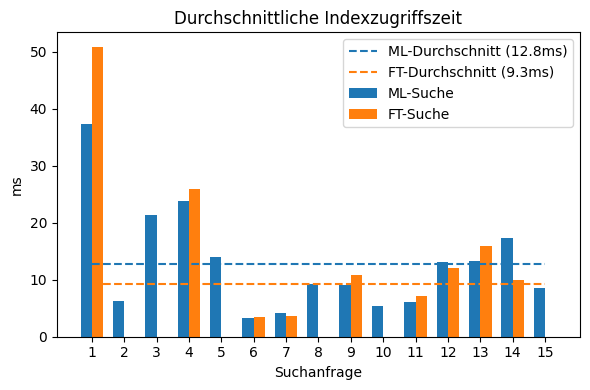 Durchschnittliche Indexzugriffszeit
ML-Durchschnitt (12.8ms)
FT-Durchschnitt (9.3ms)
ML-Suche
FT-Suche
50
40
30
20
10
0
ms
1 2 3 4 5 6 7 8 9 10 11 12 13 14 15
Suchanfrage